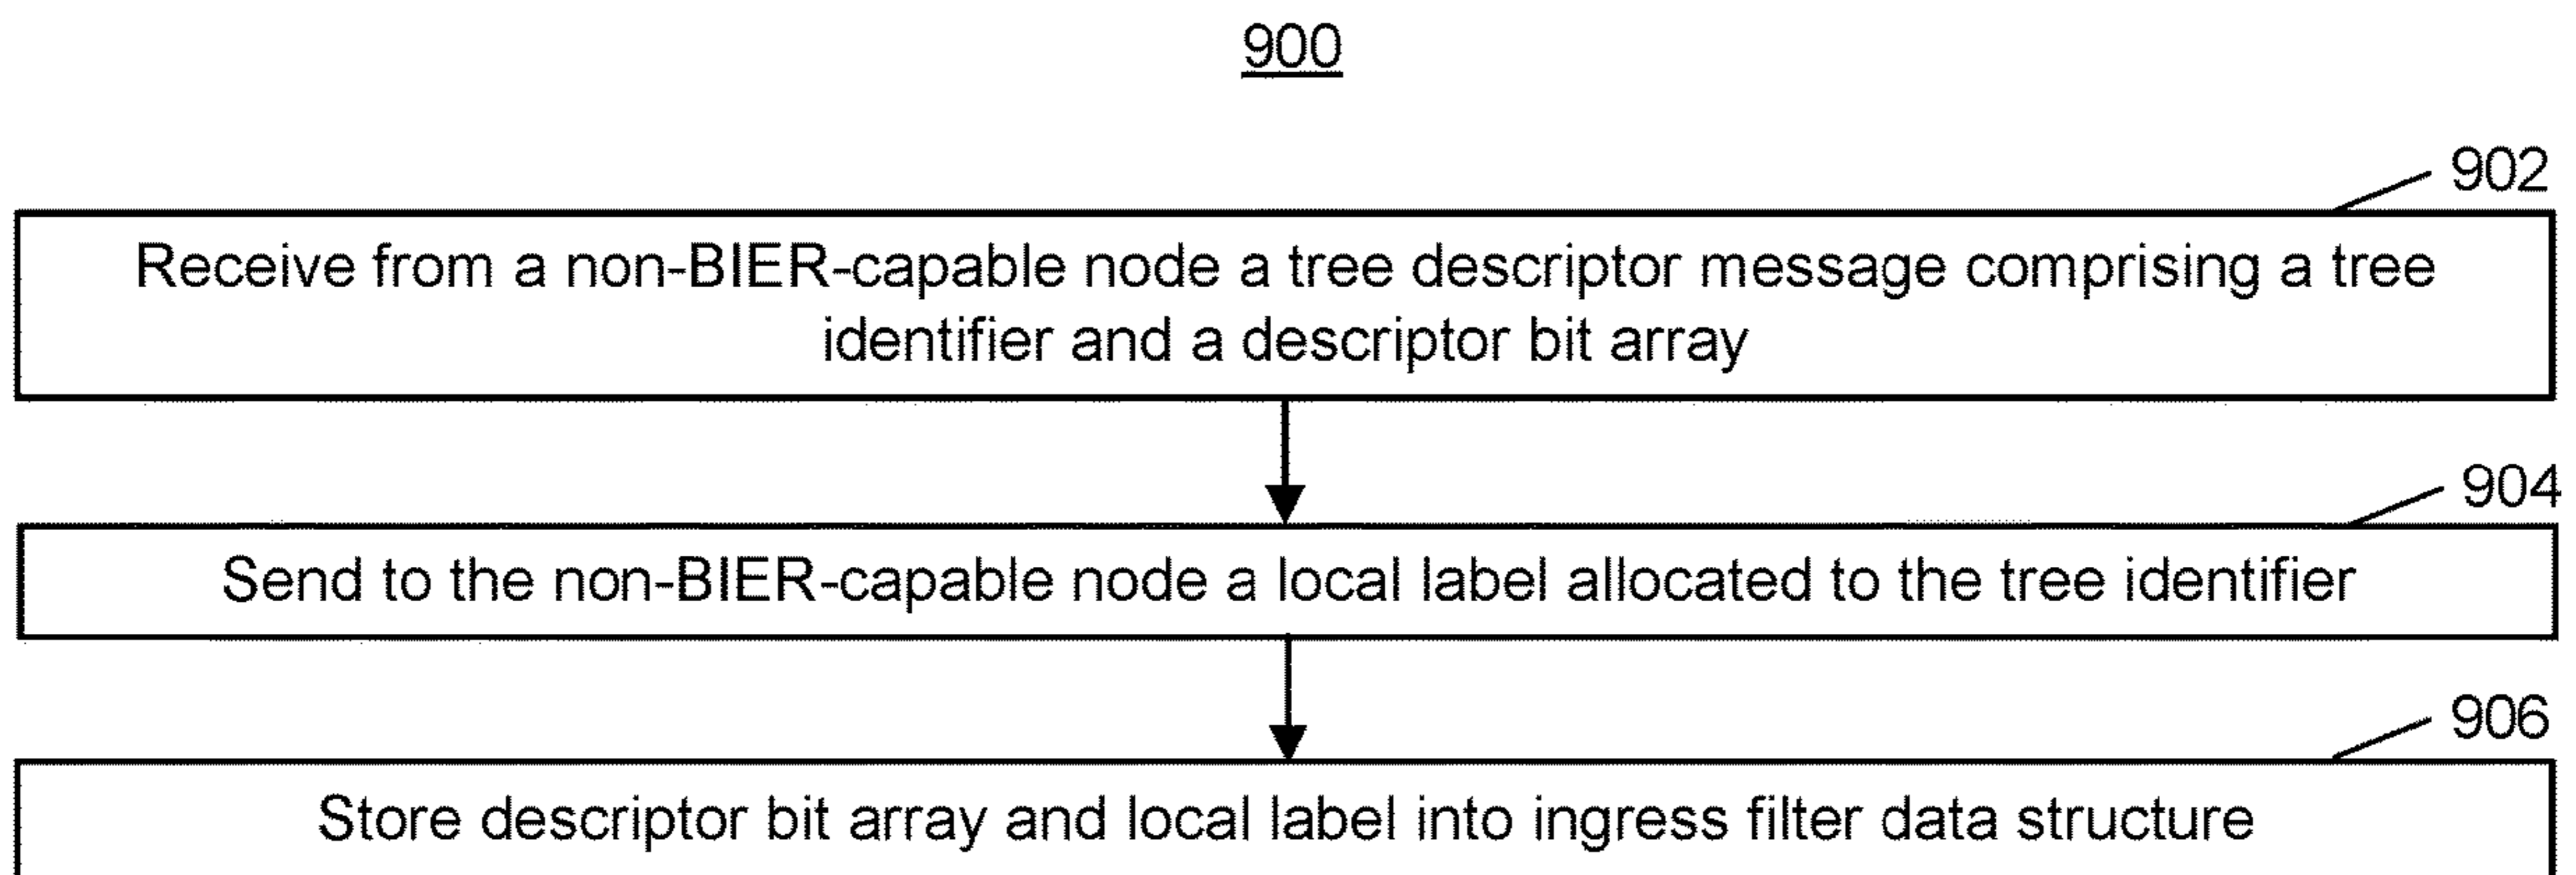 900
902
Receive from a non-BIER-capable node a tree descriptor message comprising a tree
identifier and a descriptor bit array
904
Send to the non-BIER-capable node a local label allocated to the tree identifier
906
Store descriptor bit array and local label into ingress filter data structure